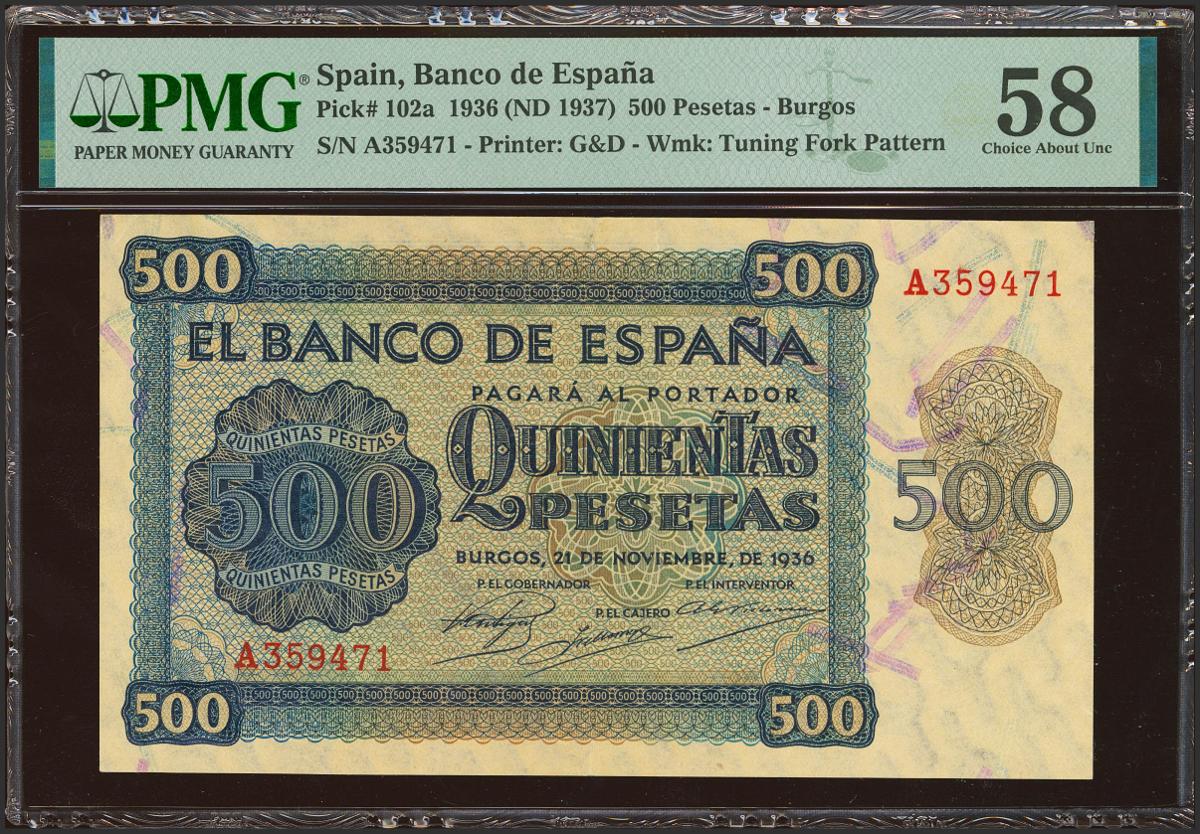 PMG®
PAPER MONEY GUARANTY
Spain, Banco de España
Pick# 102a 1936 (ND 1937) 500 Pesetas - Burgos
S/N A359471 - Printer: G&D - Wmk: Tuning Fork Pattern
58
Choice About Unc
500 500
A359471
EL BANCO DE ESPAÑA
PAGARÁ AL PORTADOR
QUINIENTAS
PESETAS
QUINIENTAS PESETAS
500
QUINIENTAS PESETAS
500
BURGOS, 21 DE NOVIEMBRE, DE 1936
P. EL GOBERNADOR P. EL INTERVENTOR
P. EL CAJERO
A359471
500 500